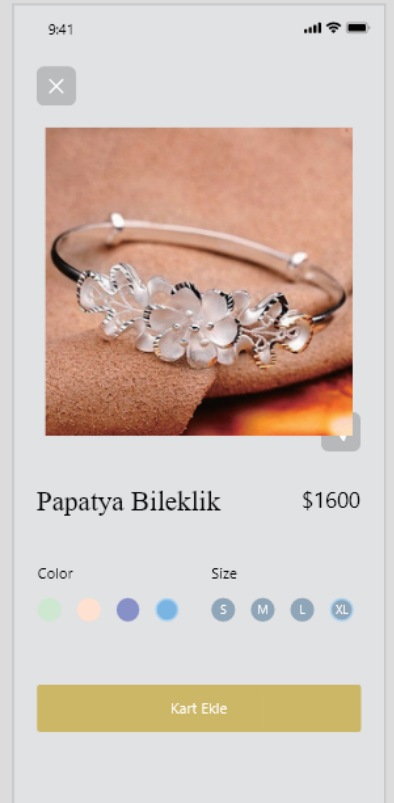 9:41
Papatya Bileklik
$1600
Color
Size
S
M
L
XL
Kart Ekle